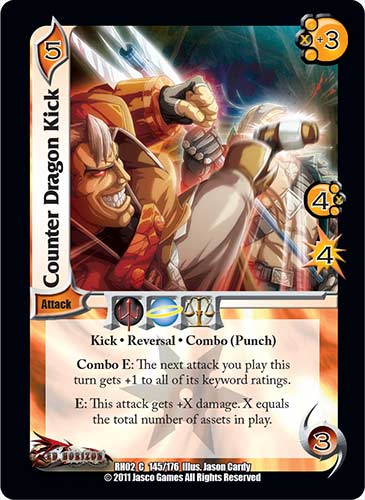 5
+3
Counter Dragon Kick
4
4
Attack
Kick • Reversal • Combo (Punch)
Combo E: The next attack you play this
turn gets +1 to all of its keyword ratings.
E: This attack gets +X damage. X equals
the total number of assets in play.
3
RED HORIZON
RH02_C_145/176 Illus. Jason Cardy
© 2011 Jasco Games All Rights Reserved